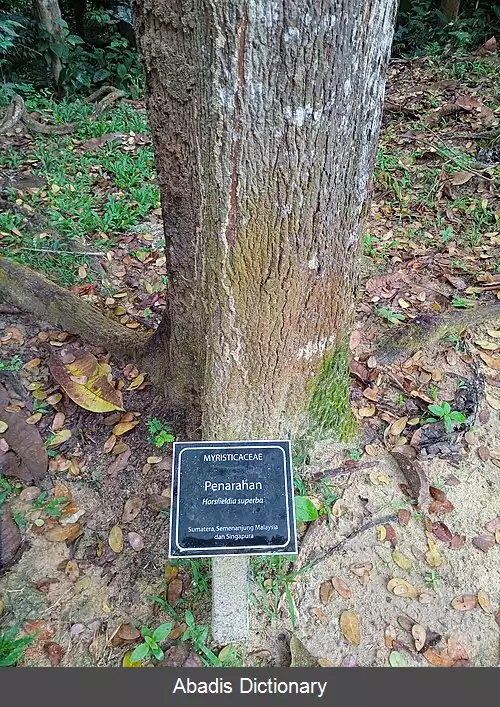 MYRISTICACEAE
Penarahan
Horsfieldia superba
Sumatera, Semenanjung Malaysia
dan Singapura
Abadis Dictionary